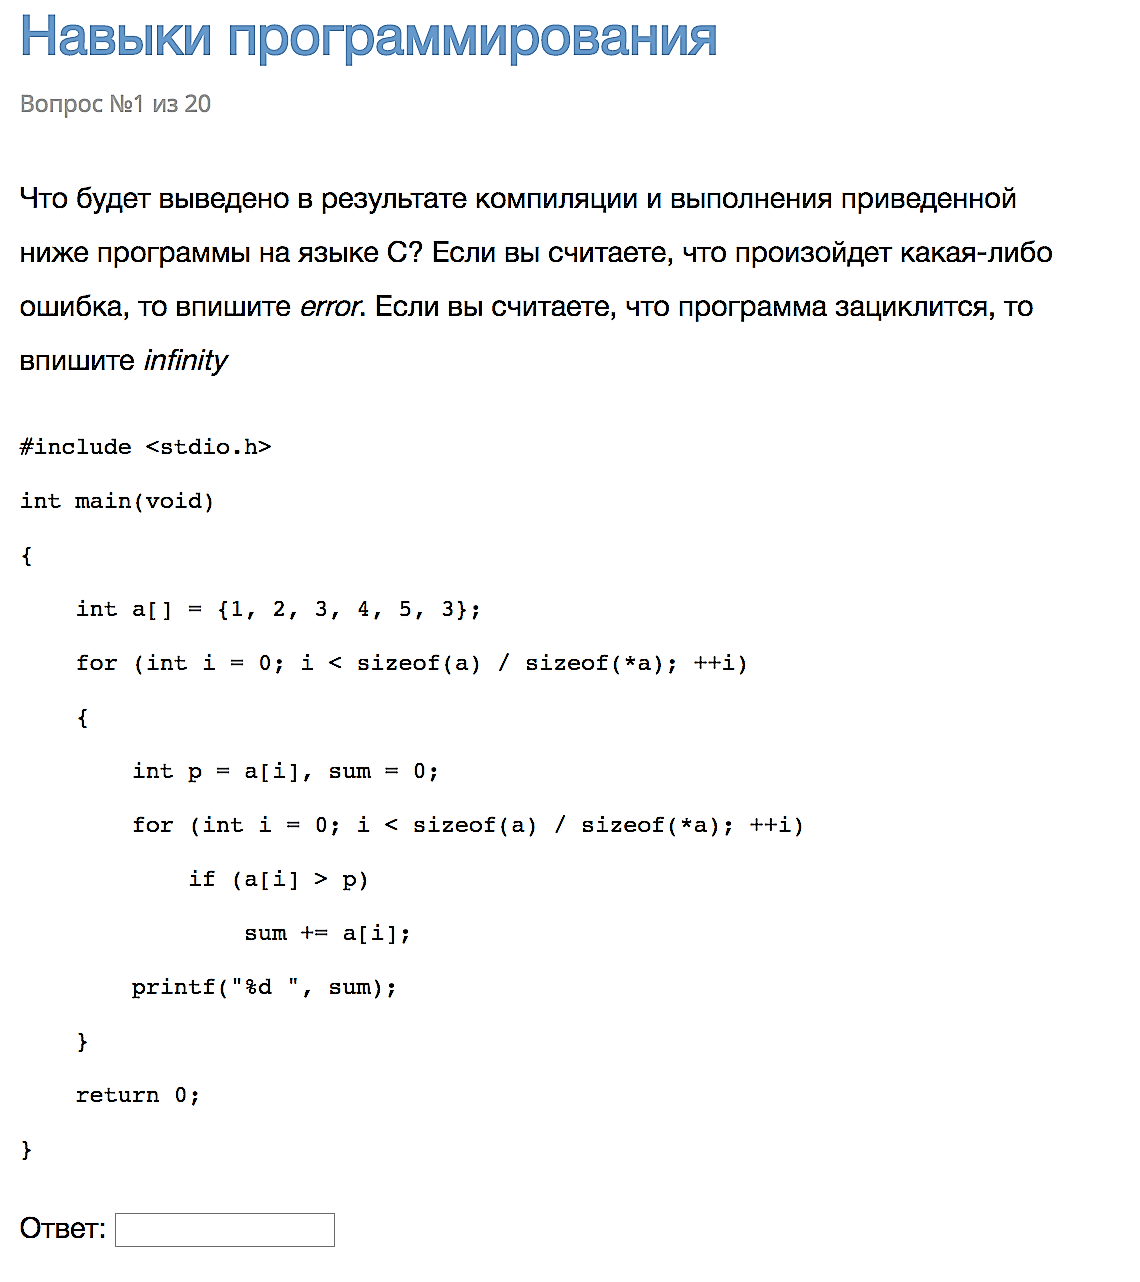 Навыки программирования
Вопрос №1 из 20
Что будет выведено в результате компиляции и выполнения приведенной
ниже программы на языке C? Если вы считаете, что произойдет какая-либо
ошибка, то впишите error. Если вы считаете, что программа зациклится, то
впишите infinity
#include <stdio.h>
int main(void)
{
    int a[] = {1, 2, 3, 4, 5, 3};
    for (int i = 0; i < sizeof(a) / sizeof(*a); ++i)
    {
        int p = a[i], sum = 0;
        for (int i = 0; i < sizeof(a) / sizeof(*a); ++i)
            if (a[i] > p)
                sum += a[i];
        printf("%d ", sum);
    }
    return 0;
}
Ответ: